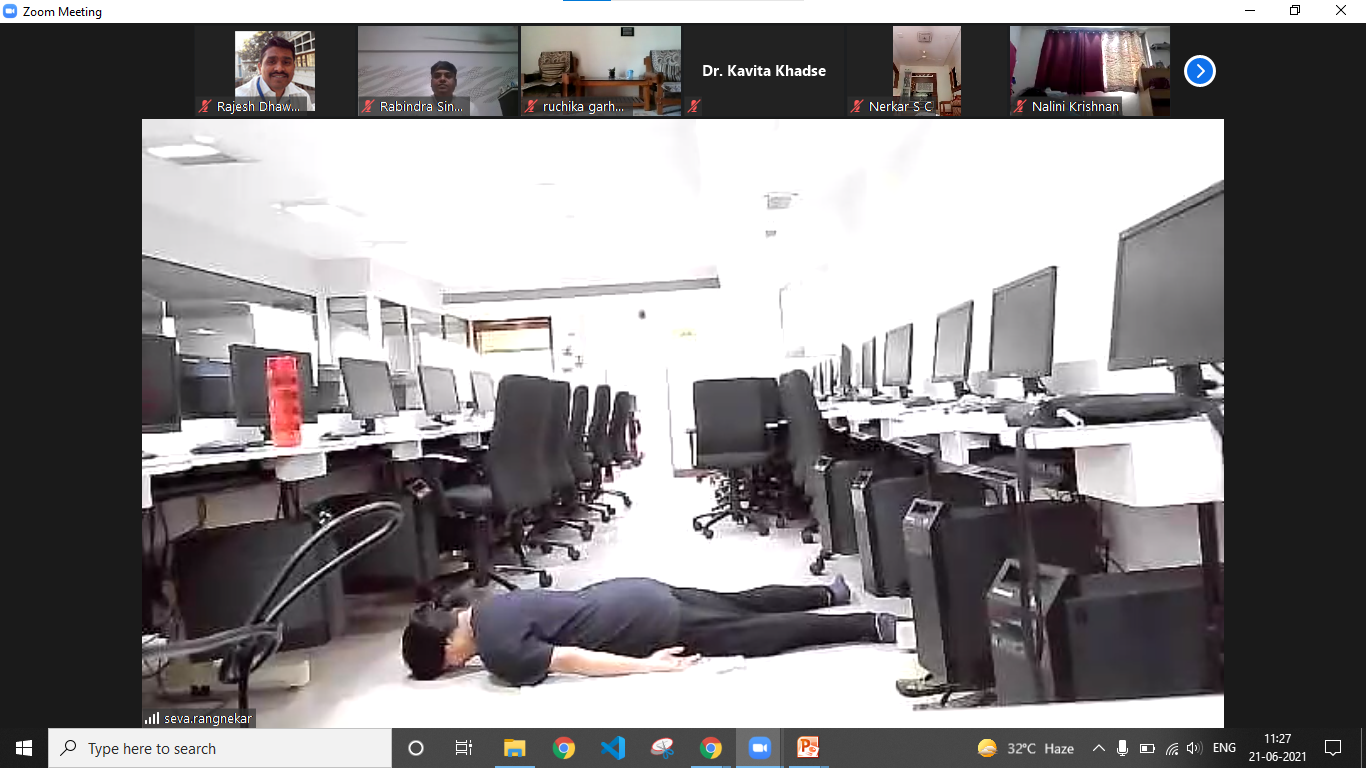 Zoom Meeting
Rajesh Dhaw...
Rabindra Sin...
ruchika garh...
Dr. Kavita Khadse
Nerkar S C
Nalini Krishnan
seva.rangnekar
Type here to search
32°C Haze
ENG
11:27
21-06-2021